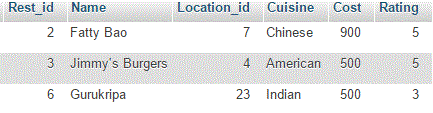 Rest_id Name Location_id Cuisine Cost Rating
2 Fatty Bao 7 Chinese 900 5
3 Jimmy's Burgers 4 American 500 5
6 Gurukripa 23 Indian 500 3